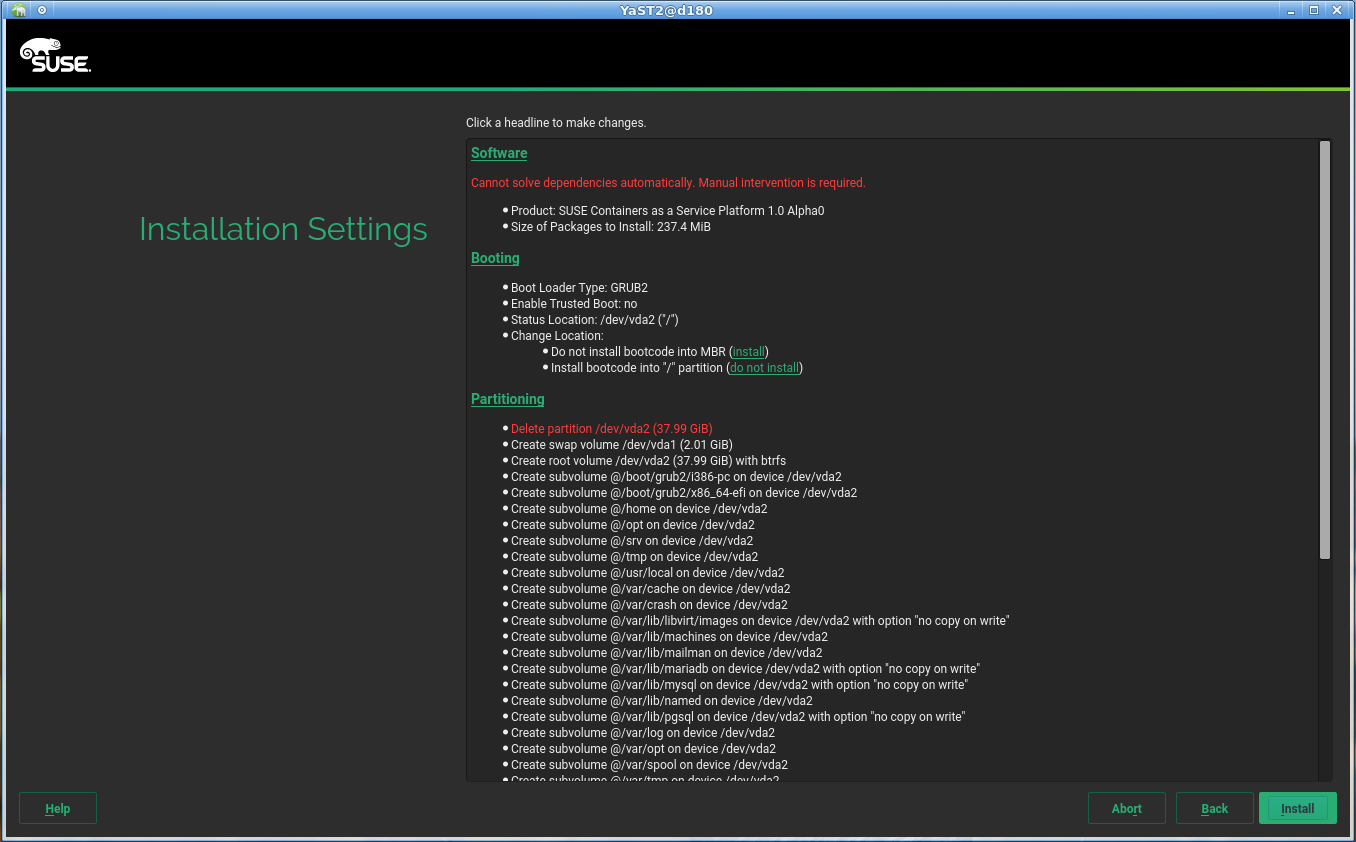 YaST2@d180
SUSE.
Click a headline to make changes.
Installation Settings
Software
Cannot solve dependencies automatically. Manual intervention is required.
Product: SUSE Containers as a Service Platform 1.0 Alpha0
Size of Packages to Install: 237.4 MiB
Booting
Boot Loader Type: GRUB2
Enable Trusted Boot: no
Status Location: /dev/vda2 ("/")
Change Location:
Do not install bootcode into MBR (install)
Install bootcode into "/" partition (do not install)
Partitioning
Delete partition /dev/vda2 (37.99 GiB)
Create swap volume /dev/vda1 (2.01 GiB)
Create root volume /dev/vda2 (37.99 GiB) with btrfs
Create subvolume @/boot/grub2/i386-pc on device /dev/vda2
Create subvolume @/boot/grub2/x86_64-efi on device /dev/vda2
Create subvolume @/home on device /dev/vda2
Create subvolume @/opt on device /dev/vda2
Create subvolume @/srv on device /dev/vda2
Create subvolume @/tmp on device /dev/vda2
Create subvolume @/usr/local on device /dev/vda2
Create subvolume @/var/cache on device /dev/vda2
Create subvolume @/var/crash on device /dev/vda2
Create subvolume @/var/lib/libvirt/images on device /dev/vda2 with option "no copy on write"
Create subvolume @/var/lib/machines on device /dev/vda2
Create subvolume @/var/lib/mailman on device /dev/vda2
Create subvolume @/var/lib/mariadb on device /dev/vda2 with option "no copy on write"
Create subvolume @/var/lib/mysql on device /dev/vda2 with option "no copy on write"
Create subvolume @/var/lib/named on device /dev/vda2
Create subvolume @/var/lib/pgsql on device /dev/vda2 with option "no copy on write"
Create subvolume @/var/log on device /dev/vda2
Create subvolume @/var/opt on device /dev/vda2
Create subvolume @/var/spool on device /dev/vda2
Create subvolume @/var/tmp on device /dev/vda2
Help
Abort
Back
Install